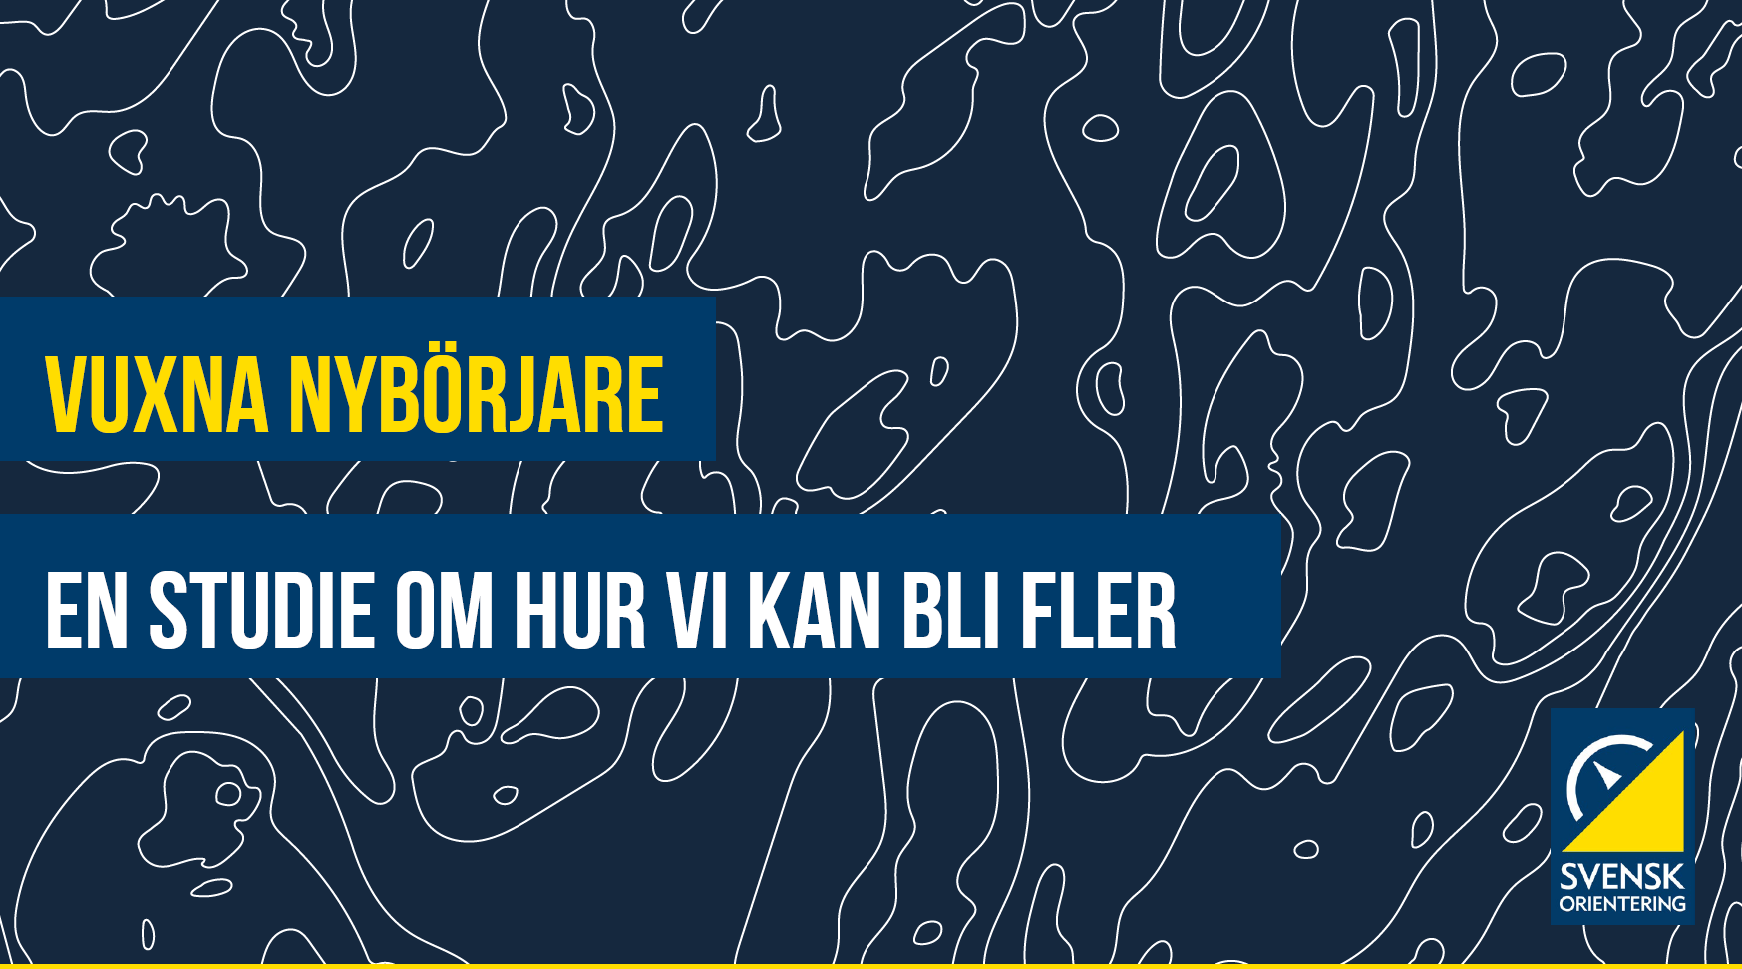 VUXNA NYBÖRJARE
EN STUDIE OM HUR VI KAN BLI FLER
SVENSK
ORIENTERING